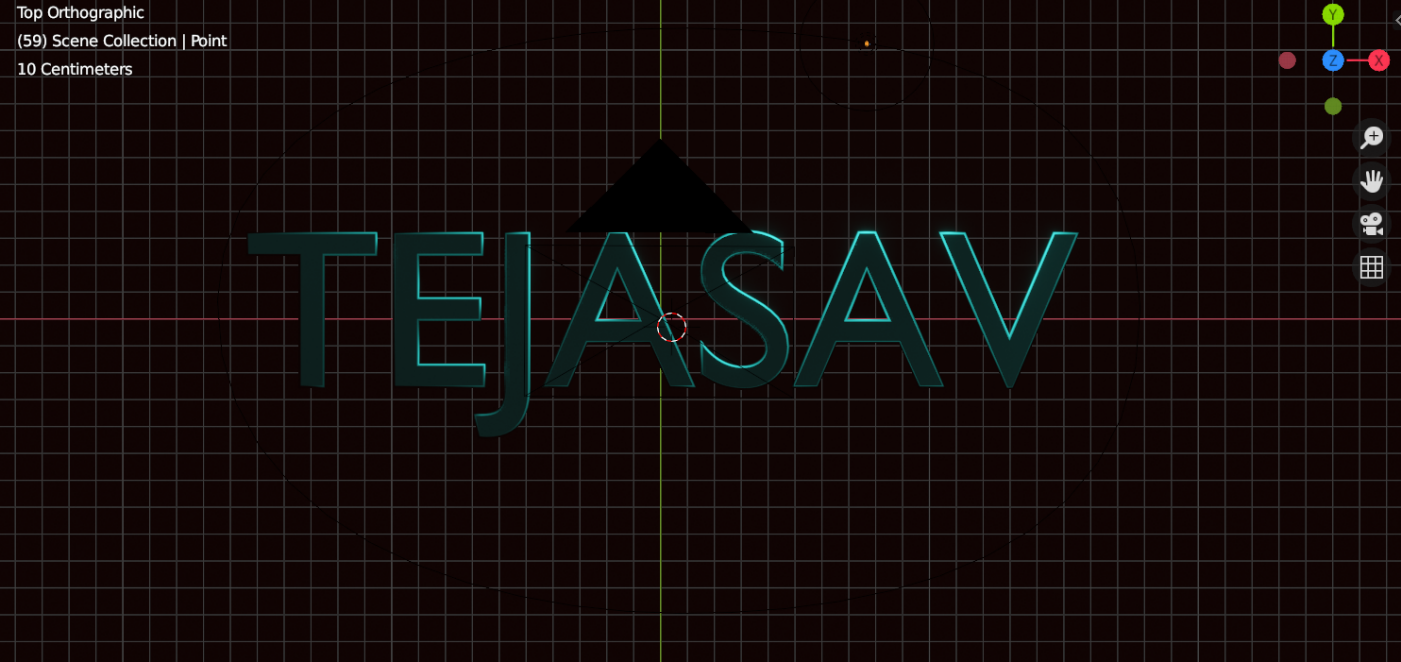 Top Orthographic
(59) Scene Collection | Point
10 Centimeters
Y
Z
X
TEJASAV